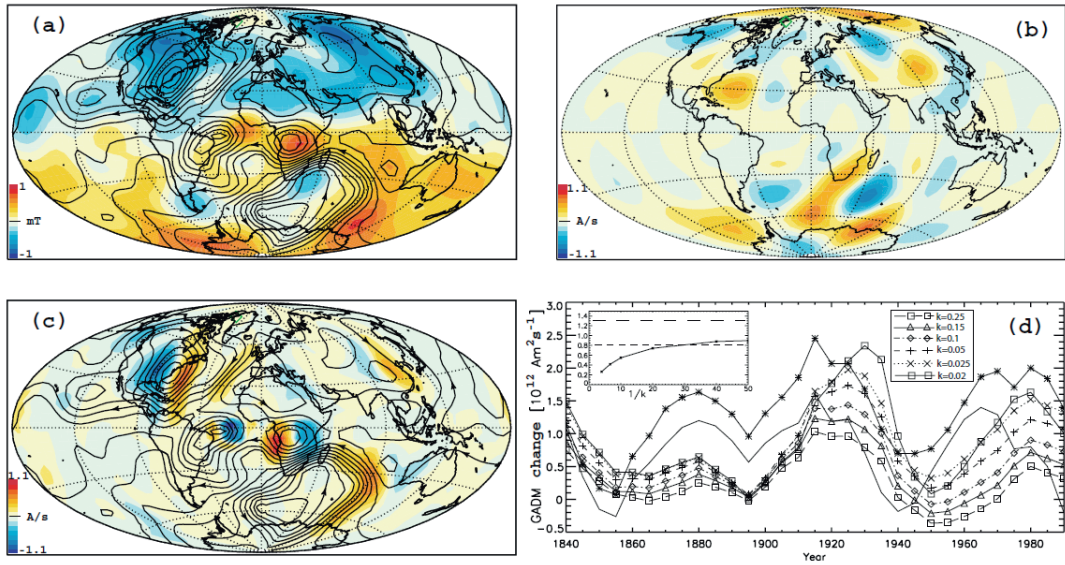 (a)
1
mT
-1
(b)
1.1
A/s
-1.1
(c)
1.1
A/s
-1.1
(d)
3.0
2.5
2.0
1.5
1.0
0.5
0
-0.5
GADM change [10¹² Am²s⁻¹]
1,4
1,2
1,0
0,8
0,6
0,4
0,2
0
0 10 20 30 40 50
1/k
k=0.25
k=0.15
k=0.1
k=0.05
k=0.025
k=0.02
1840 1860 1880 1900 1920 1940 1960 1980
Year